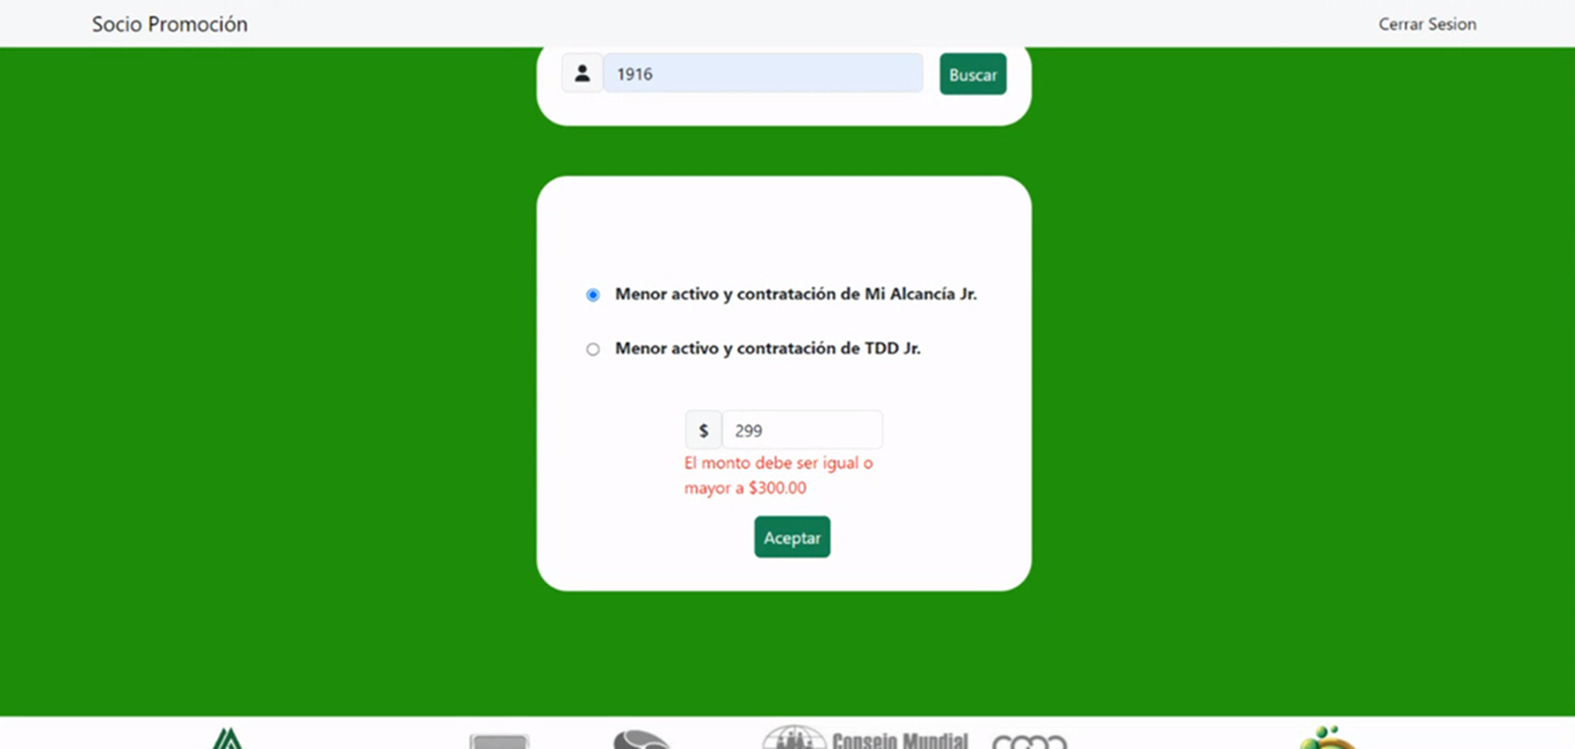 Socio Promoción
Cerrar Sesion
1916
Buscar
Menor activo y contratación de Mi Alcancía Jr.
Menor activo y contratación de TDD Jr.
$ 299
El monto debe ser igual o
mayor a $300.00
Aceptar
Consejo Mundial